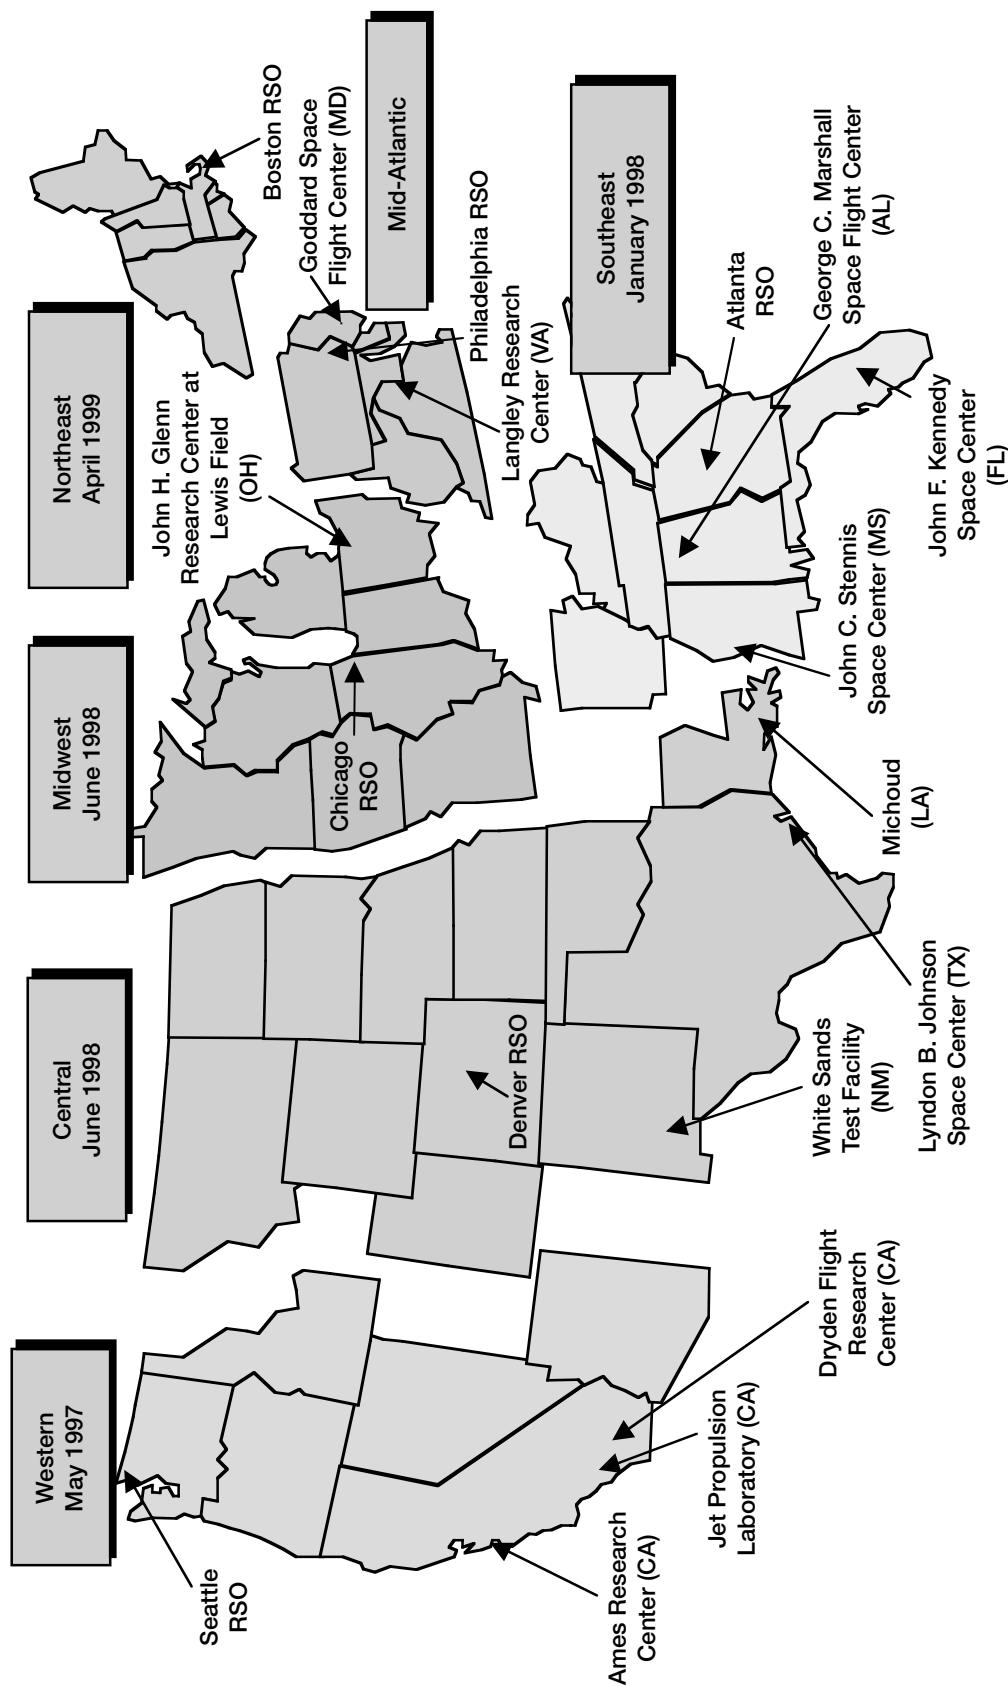 Western
May 1997
Central
June 1998
Midwest
June 1998
Northeast
April 1999
Mid-Atlantic
Southeast
January 1998
Seattle
RSO
Ames Research
Center (CA)
Jet Propulsion
Laboratory (CA)
Dryden Flight
Research
Center (CA)
Denver RSO
White Sands
Test Facility
(NM)
Lyndon B. Johnson
Space Center (TX)
Michoud
(LA)
Chicago
RSO
John H. Glenn
Research Center at
Lewis Field
(OH)
Boston RSO
Goddard Space
Flight Center (MD)
Philadelphia RSO
Langley Research
Center (VA)
Atlanta
RSO
George C. Marshall
Space Flight Center
(AL)
John C. Stennis
Space Center (MS)
John F. Kennedy
Space Center
(FL)